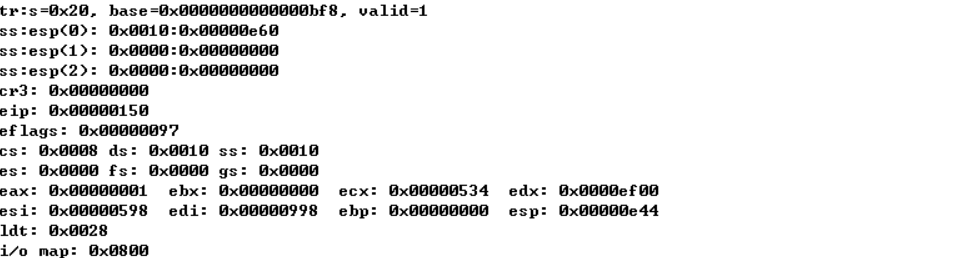 tr:s=0x20, base=0x0000000000000bf8, valid=1
ss:esp(0): 0x0010:0x00000e60
ss:esp(1): 0x0000:0x00000000
ss:esp(2): 0x0000:0x00000000
cr3: 0x00000000
eip: 0x00000150
eflags: 0x00000097
cs: 0x0008 ds: 0x0010 ss: 0x0010
es: 0x0000 fs: 0x0000 gs: 0x0000
eax: 0x00000001 ebx: 0x00000000 ecx: 0x00000534 edx: 0x0000ef00
esi: 0x00000598 edi: 0x00000998 ebp: 0x00000000 esp: 0x00000e44
ldt: 0x0028
i/o map: 0x0800